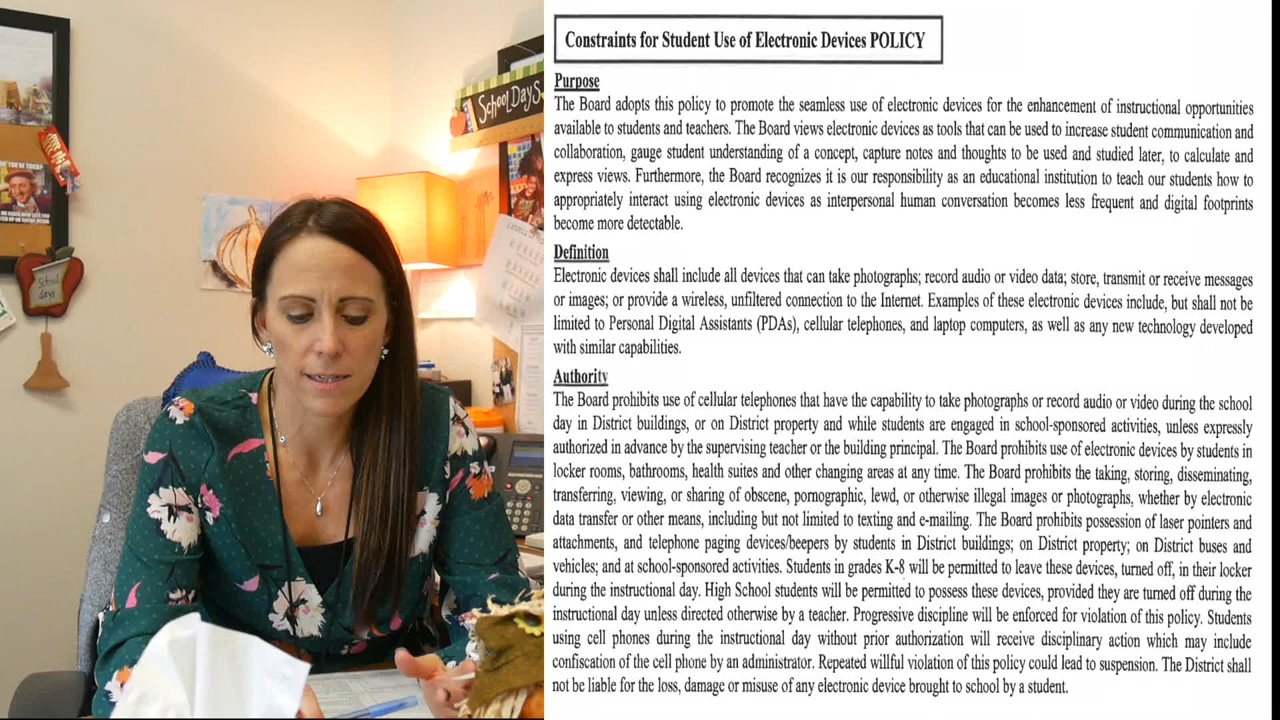 School Days
School
days
Constraints for Student Use of Electronic Devices POLICY
Purpose
The Board adopts this policy to promote the seamless use of electronic devices for the enhancement of instructional opportunities
available to students and teachers. The Board views electronic devices as tools that can be used to increase student communication and
collaboration, gauge student understanding of a concept, capture notes and thoughts to be used and studied later, to calculate and
express views. Furthermore, the Board recognizes it is our responsibility as an educational institution to teach our students how to
appropriately interact using electronic devices as interpersonal human conversation becomes less frequent and digital footprints
become more detectable.
Definition
Electronic devices shall include all devices that can take photographs; record audio or video data; store, transmit or receive messages
or images; or provide a wireless, unfiltered connection to the Internet. Examples of these electronic devices include, but shall not be
limited to Personal Digital Assistants (PDAs), cellular telephones, and laptop computers, as well as any new technology developed
with similar capabilities.
Authority
The Board prohibits use of cellular telephones that have the capability to take photographs or record audio or video during the school
day in District buildings, or on District property and while students are engaged in school-sponsored activities, unless expressly
authorized in advance by the supervising teacher or the building principal. The Board prohibits use of electronic devices by students in
locker rooms, bathrooms, health suites and other changing areas at any time. The Board prohibits the taking, storing, disseminating,
transferring, viewing, or sharing of obscene, pornographic, lewd, or otherwise illegal images or photographs, whether by electronic
data transfer or other means, including but not limited to texting and e-mailing. The Board prohibits possession of laser pointers and
attachments, and telephone paging devices/beepers by students in District buildings; on District property; on District buses and
vehicles; and at school-sponsored activities. Students in grades K-8 will be permitted to leave these devices, turned off, in their locker
during the instructional day. High School students will be permitted to possess these devices, provided they are turned off during the
instructional day unless directed otherwise by a teacher. Progressive discipline will be enforced for violation of this policy. Students
using cell phones during the instructional day without prior authorization will receive disciplinary action which may include
confiscation of the cell phone by an administrator. Repeated willful violation of this policy could lead to suspension. The District shall
not be liable for the loss, damage or misuse of any electronic device brought to school by a student.